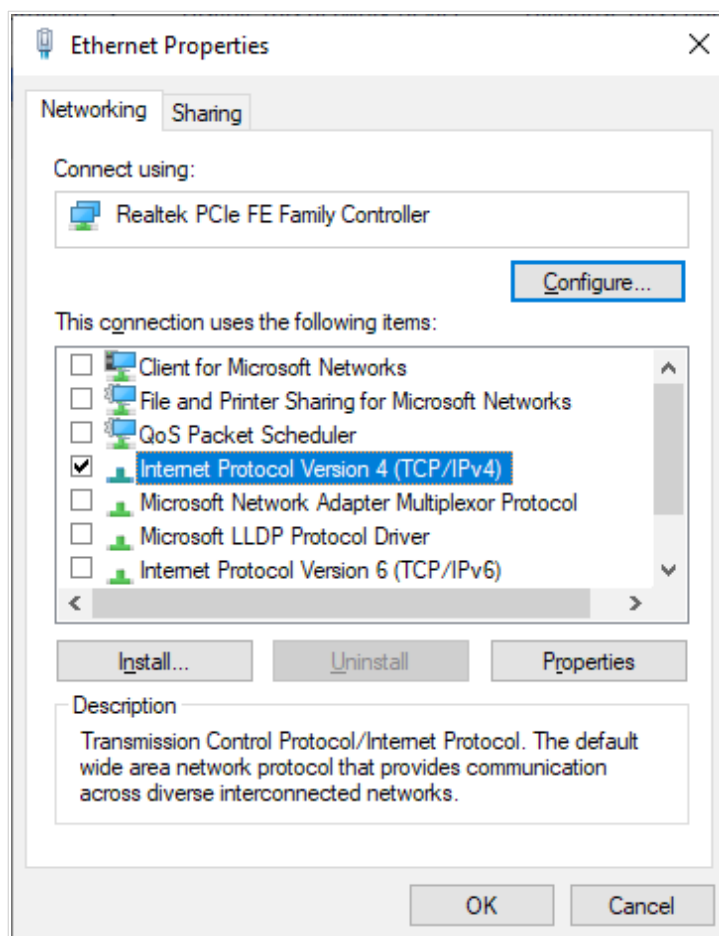 Ethernet Properties
Networking
Sharing
Connect using:
Realtek PCIe FE Family Controller
Configure...
This connection uses the following items:
Client for Microsoft Networks
File and Printer Sharing for Microsoft Networks
QoS Packet Scheduler
Internet Protocol Version 4 (TCP/IPv4)
Microsoft Network Adapter Multiplexor Protocol
Microsoft LLDP Protocol Driver
Internet Protocol Version 6 (TCP/IPv6)
Install...
Uninstall
Properties
Description
Transmission Control Protocol/Internet Protocol. The default
wide area network protocol that provides communication
across diverse interconnected networks.
OK
Cancel